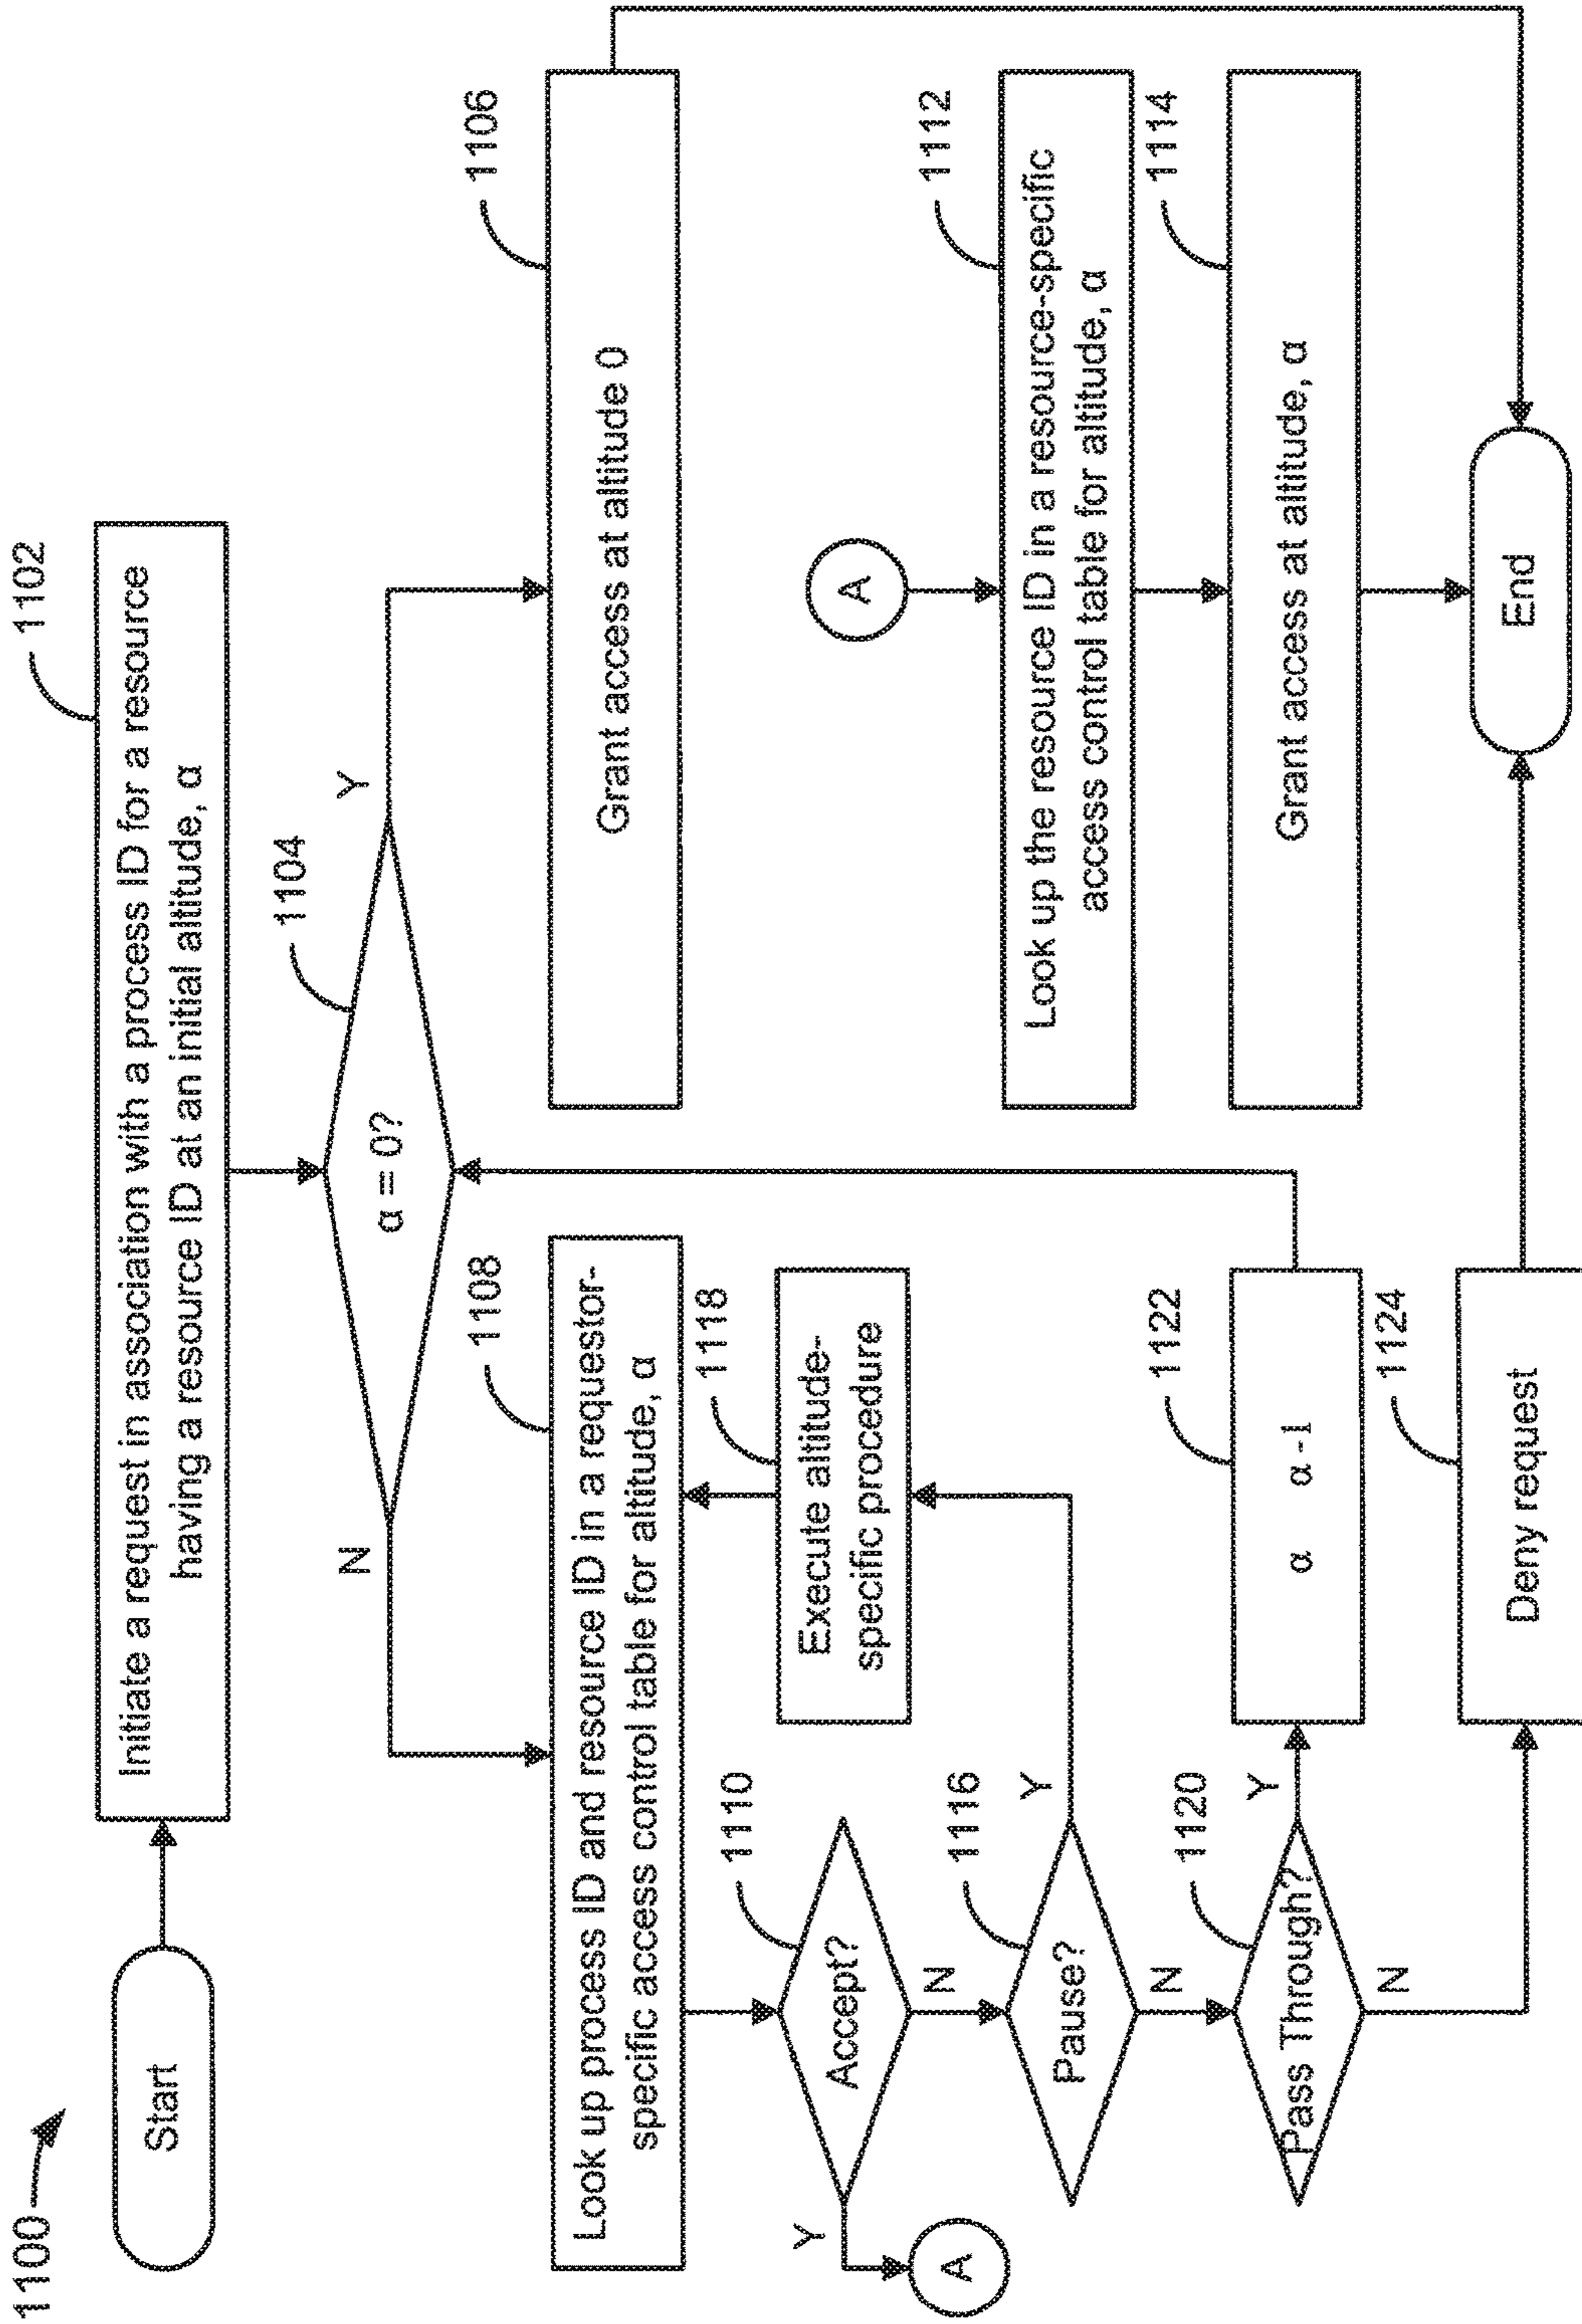 1100
Start
1102
Initiate a request in association with a process ID for a resource
having a resource ID at an initial altitude, α
1104
α = 0?
N
Y
1108
Look up process ID and resource ID in a requestor-
specific access control table for altitude, α
1106
Grant access at altitude 0
1110
Accept?
Y
N
A
1118
Execute altitude-
specific procedure
1116
Pause?
Y
N
1120
Pass Through?
Y
N
1122
α α -1
1124
Deny request
A
1112
Look up the resource ID in a resource-specific
access control table for altitude, α
1114
Grant access at altitude, α
End